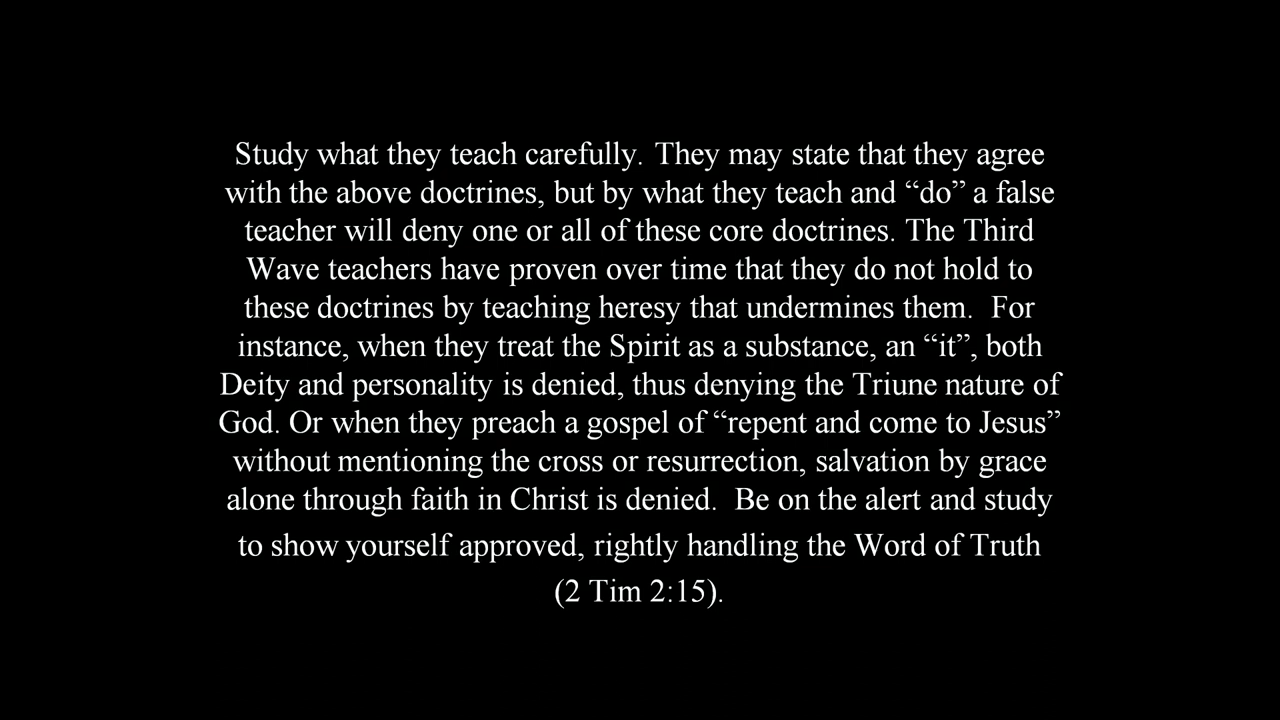 Study what they teach carefully. They may state that they agree
with the above doctrines, but by what they teach and “do” a false
teacher will deny one or all of these core doctrines. The Third
Wave teachers have proven over time that they do not hold to
these doctrines by teaching heresy that undermines them.  For
instance, when they treat the Spirit as a substance, an “it”, both
Deity and personality is denied, thus denying the Triune nature of
God. Or when they preach a gospel of “repent and come to Jesus”
without mentioning the cross or resurrection, salvation by grace
alone through faith in Christ is denied.  Be on the alert and study
to show yourself approved, rightly handling the Word of Truth
(2 Tim 2:15).